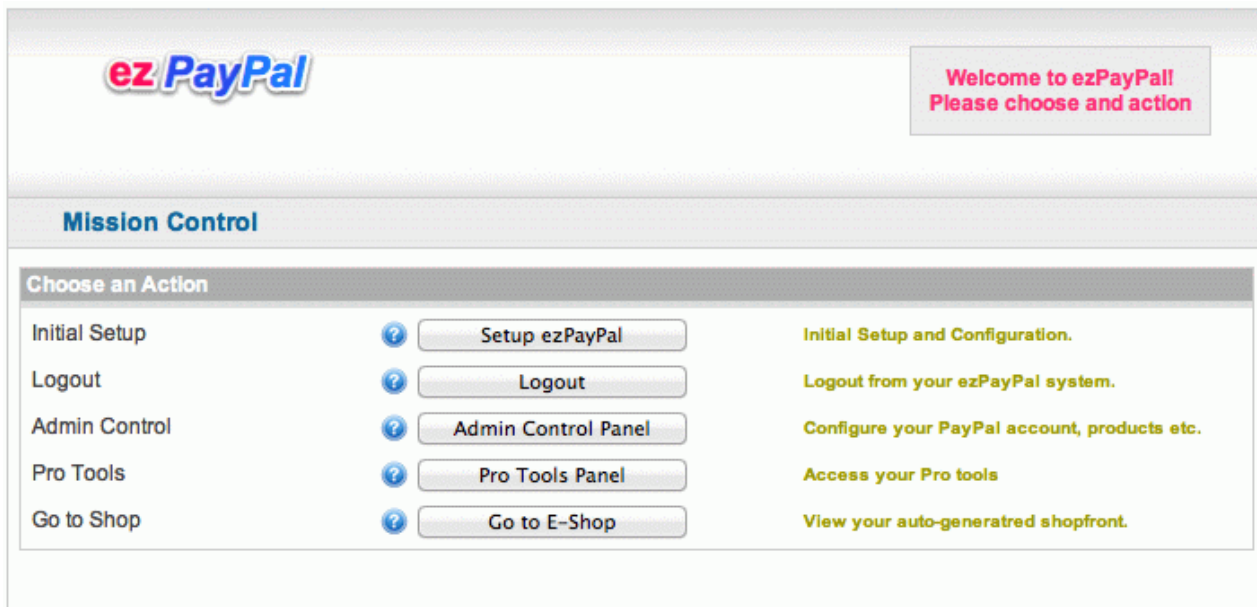 ez PayPal
Welcome to ezPayPal!
Please choose and action
Mission Control
Choose an Action
Initial Setup ? Setup ezPayPal Initial Setup and Configuration.
Logout ? Logout Logout from your ezPayPal system.
Admin Control ? Admin Control Panel Configure your PayPal account, products etc.
Pro Tools ? Pro Tools Panel Access your Pro tools
Go to Shop ? Go to E-Shop View your auto-generatred shopfront.